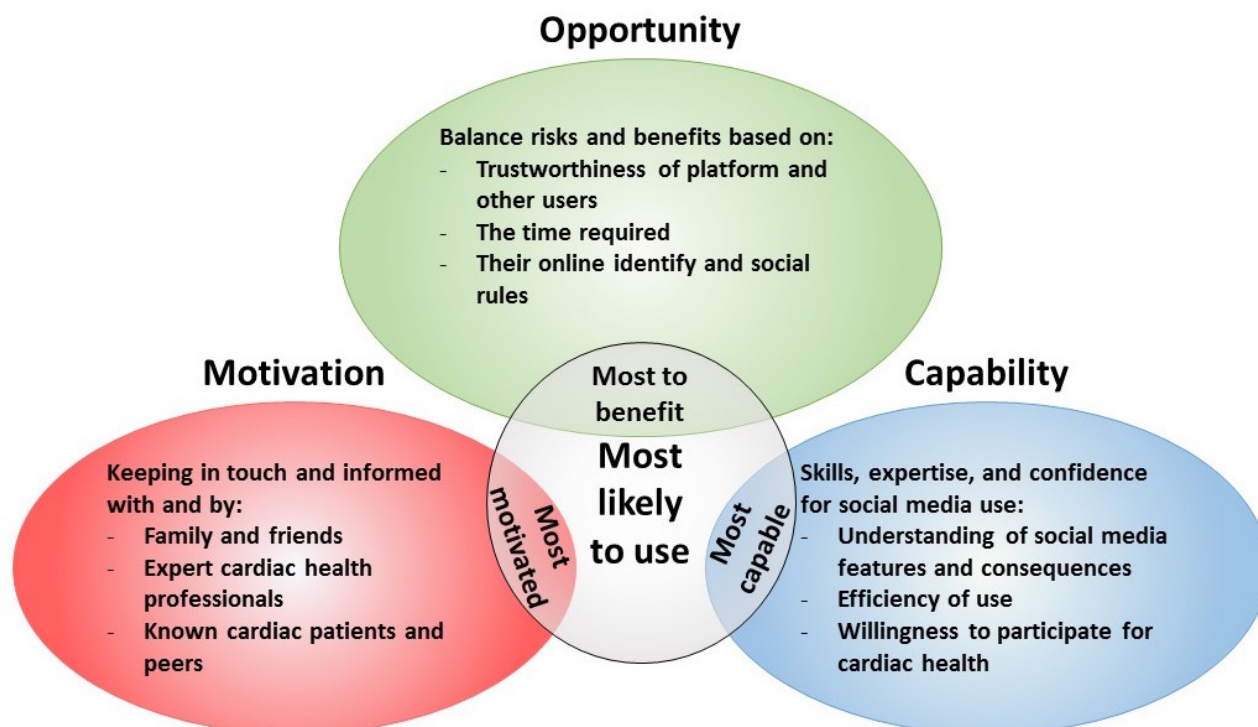 Opportunity
Balance risks and benefits based on:
- Trustworthiness of platform and
other users
- The time required
- Their online identify and social
rules
Motivation
Keeping in touch and informed
with and by:
- Family and friends
- Expert cardiac health
professionals
- Known cardiac patients and
peers
Most
motivated
Most to
benefit
Most
likely
to use
Most
capable
Capability
Skills, expertise, and confidence
for social media use:
- Understanding of social media
features and consequences
- Efficiency of use
- Willingness to participate for
cardiac health